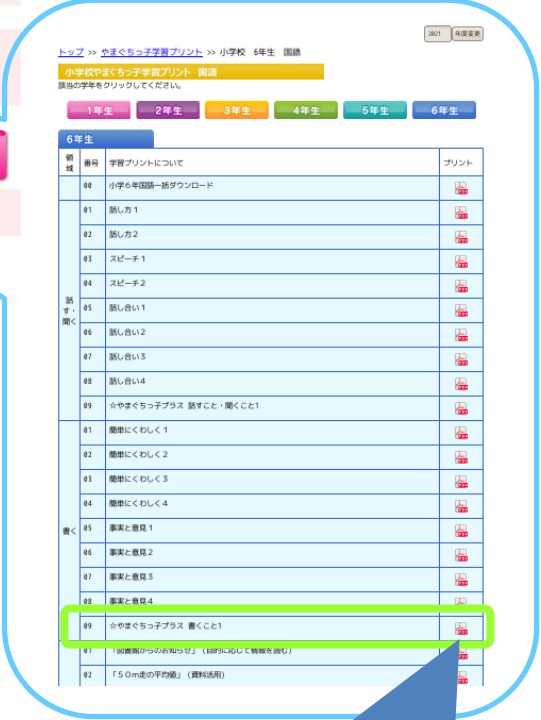 2021 年度変更
トップ >> やまぐちっ子学習プリント >> 小学校 6年生 国語
小学校やまぐちっ子学習プリント 国語
該当の学年をクリックしてください。
1年生 2年生 3年生 4年生 5年生 6年生
6年生
領域 番号 学習プリントについて プリント
00 小学6年国語一括ダウンロード
話す・聞く
01 話し方1
02 話し方2
03 スピーチ1
04 スピーチ2
05 話し合い1
06 話し合い2
07 話し合い3
08 話し合い4
09 ☆やまぐちっ子プラス 話すこと・聞くこと1
書く
01 簡単にくわしく1
02 簡単にくわしく2
03 簡単にくわしく3
04 簡単にくわしく4
05 事実と意見1
06 事実と意見2
07 事実と意見3
08 事実と意見4
09 ☆やまぐちっ子プラス 書くこと1
01 「図書館からのお知らせ」(目的に応じて情報を読む)
02 「50m走の平均値」(資料活用)